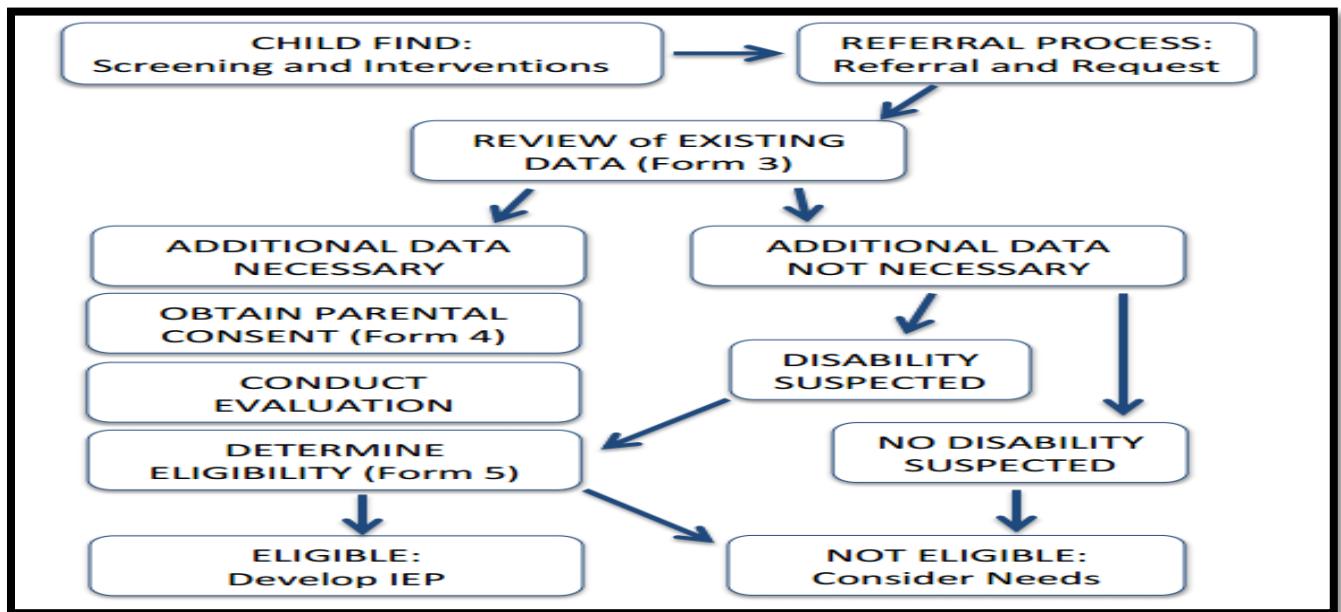 CHILD FIND:
Screening and Interventions
REFERRAL PROCESS:
Referral and Request
REVIEW of EXISTING
DATA (Form 3)
ADDITIONAL DATA
NECESSARY
ADDITIONAL DATA
NOT NECESSARY
OBTAIN PARENTAL
CONSENT (Form 4)
DISABILITY
SUSPECTED
CONDUCT
EVALUATION
DETERMINE
ELIGIBILITY (Form 5)
NO DISABILITY
SUSPECTED
ELIGIBLE:
Develop IEP
NOT ELIGIBLE:
Consider Needs